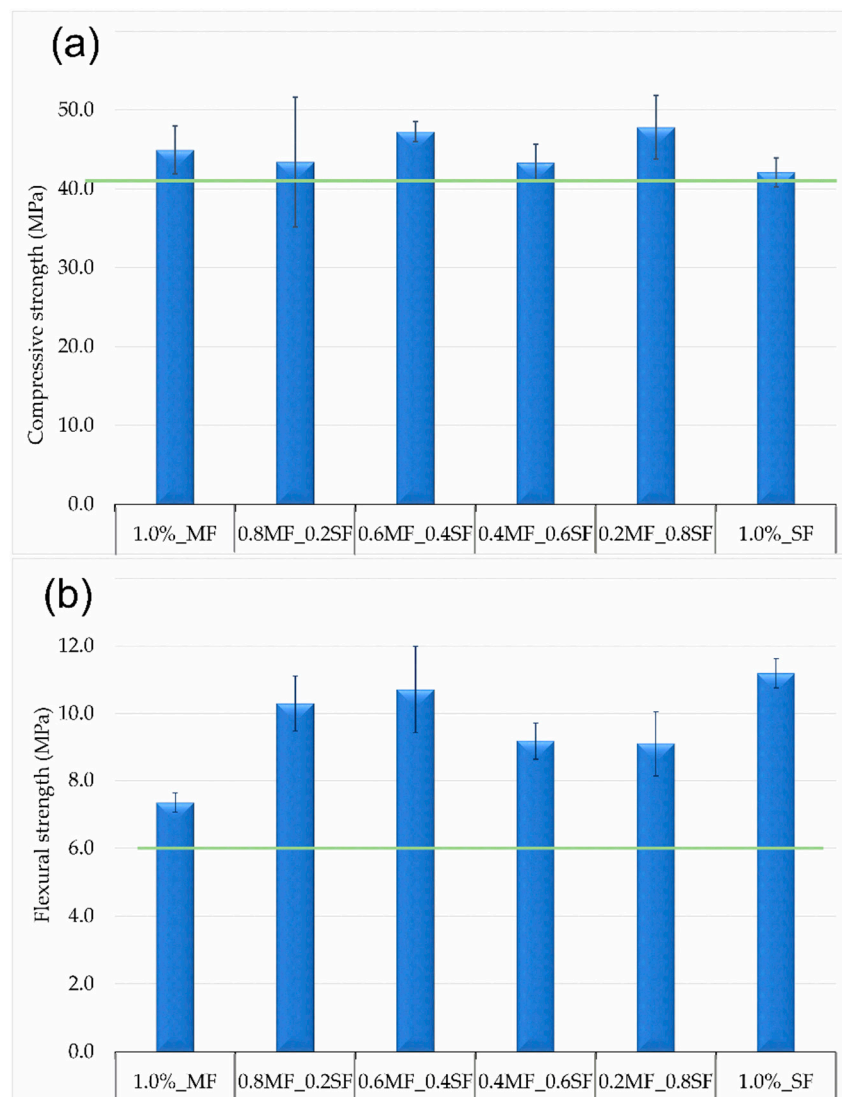 (a)
Compressive strength (MPa)
50.0
40.0
30.0
20.0
10.0
0.0
1.0%_MF 0.8MF_0.2SF 0.6MF_0.4SF 0.4MF_0.6SF 0.2MF_0.8SF 1.0%_SF
(b)
Flexural strength (MPa)
12.0
10.0
8.0
6.0
4.0
2.0
0.0
1.0%_MF 0.8MF_0.2SF 0.6MF_0.4SF 0.4MF_0.6SF 0.2MF_0.8SF 1.0%_SF